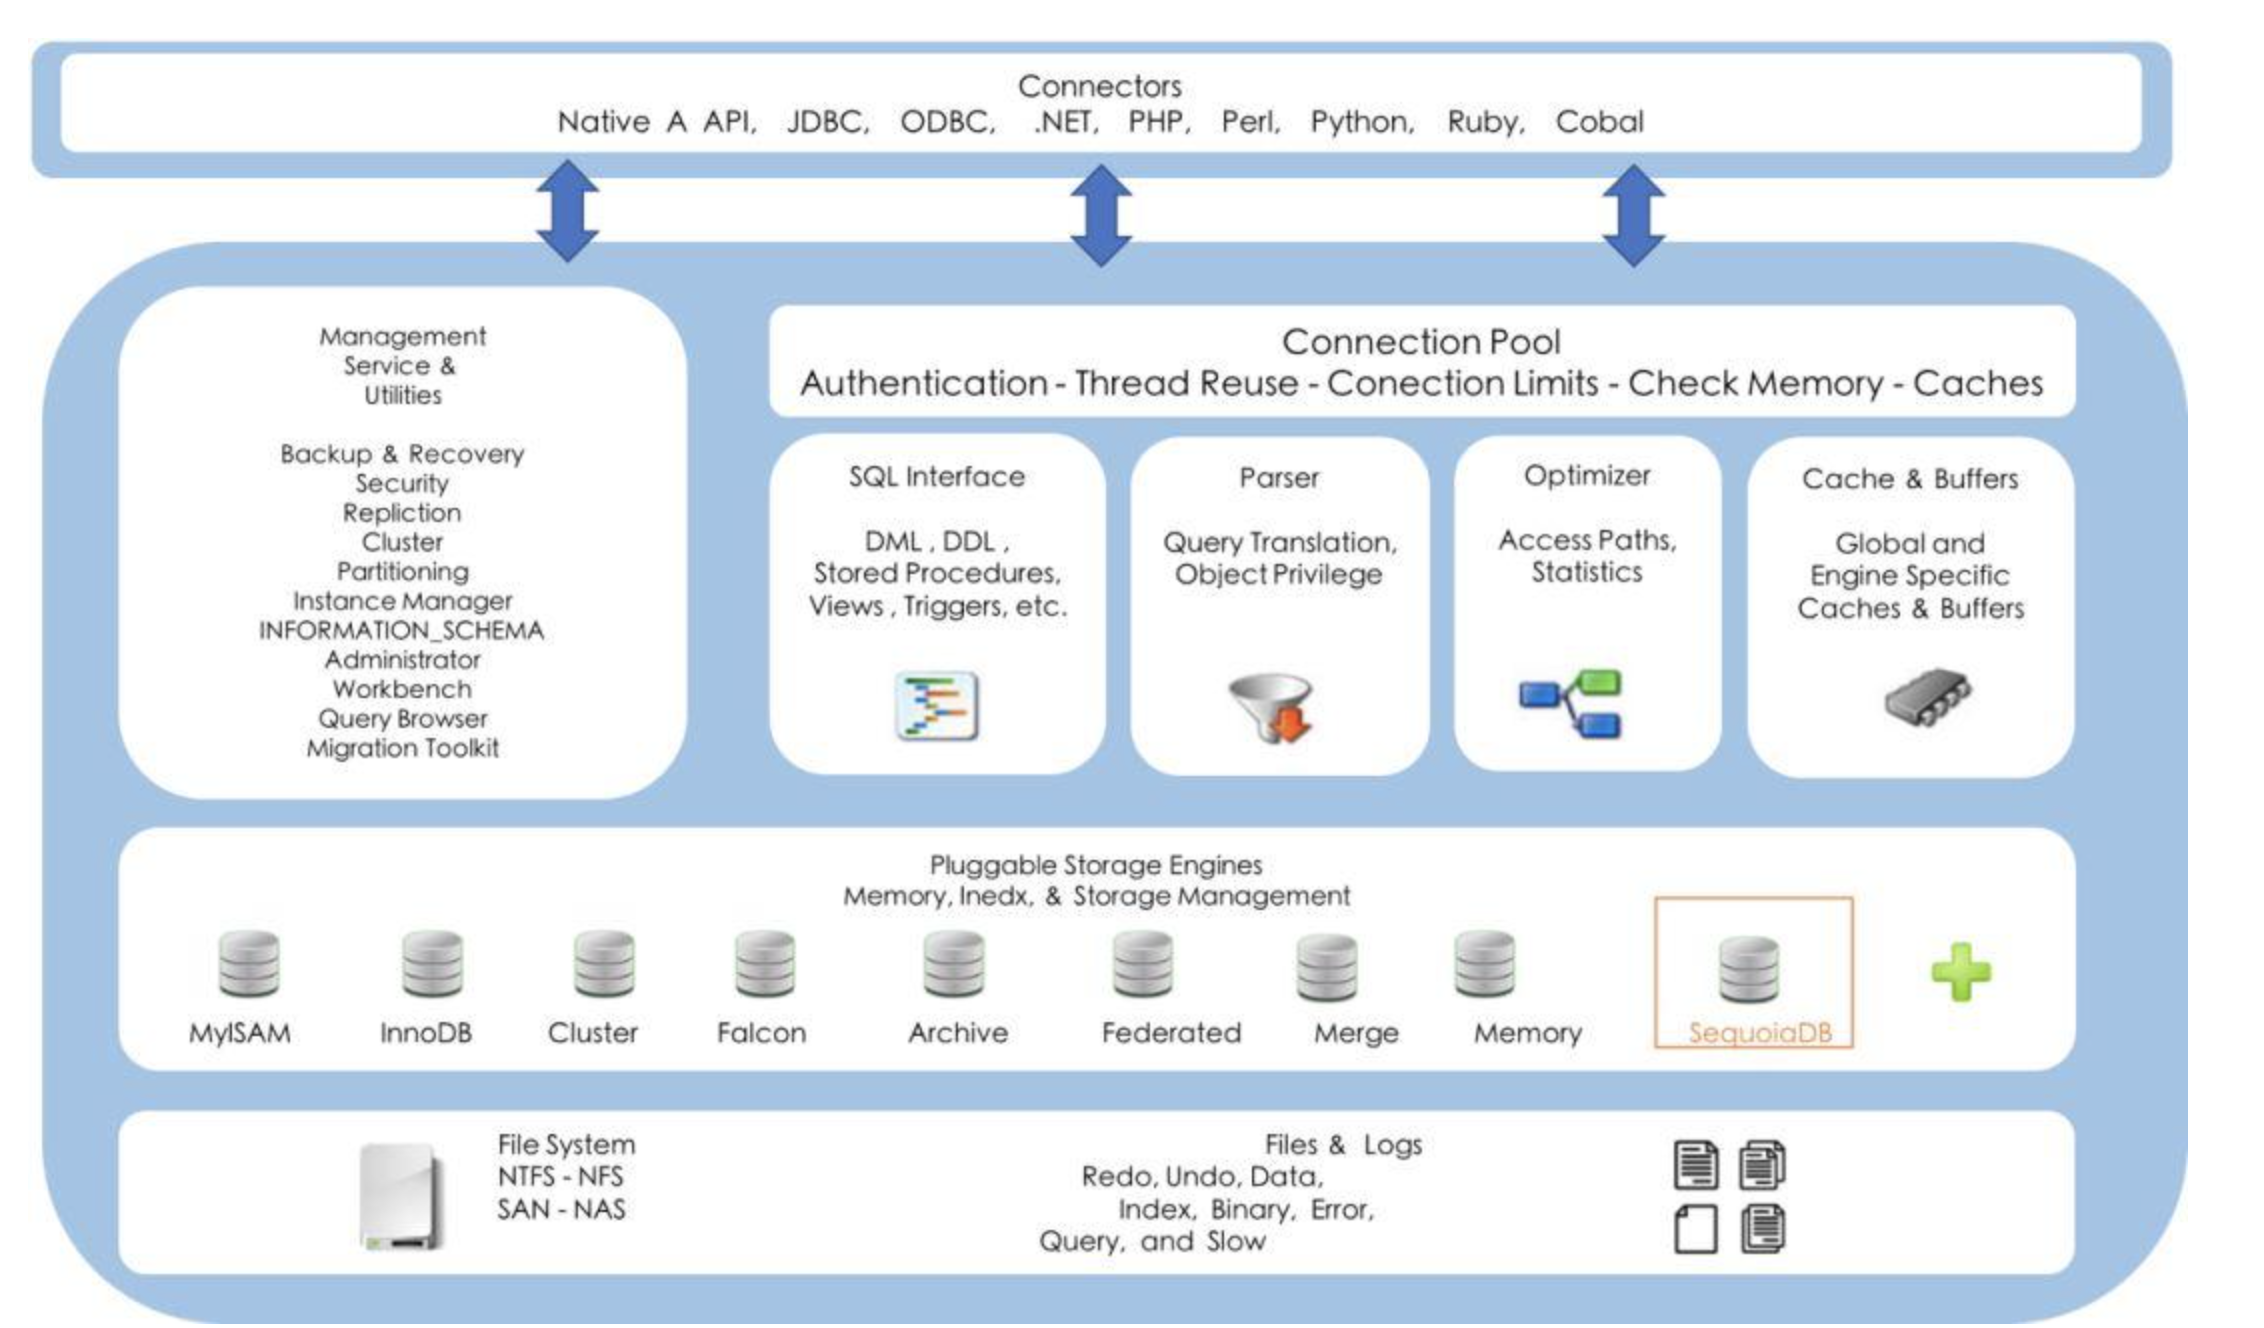 Connectors
Native A API, JDBC, ODBC, .NET, PHP, Perl, Python, Ruby, Cobal
Management
Service &
Utilities
Backup & Recovery
Security
Repliction
Cluster
Partitioning
Instance Manager
INFORMATION_SCHEMA
Administrator
Workbench
Query Browser
Migration Toolkit
Connection Pool
Authentication - Thread Reuse - Conection Limits - Check Memory - Caches
SQL Interface
DML , DDL ,
Stored Procedures,
Views , Triggers, etc.
Parser
Query Translation,
Object Privilege
Optimizer
Access Paths,
Statistics
Cache & Buffers
Global and
Engine Specific
Caches & Buffers
Pluggable Storage Engines
Memory, Inedx, & Storage Management
MyISAM
InnoDB
Cluster
Falcon
Archive
Federated
Merge
Memory
SequoiaDB
File System
NTFS - NFS
SAN - NAS
Files & Logs
Redo, Undo, Data,
Index, Binary, Error,
Query, and Slow